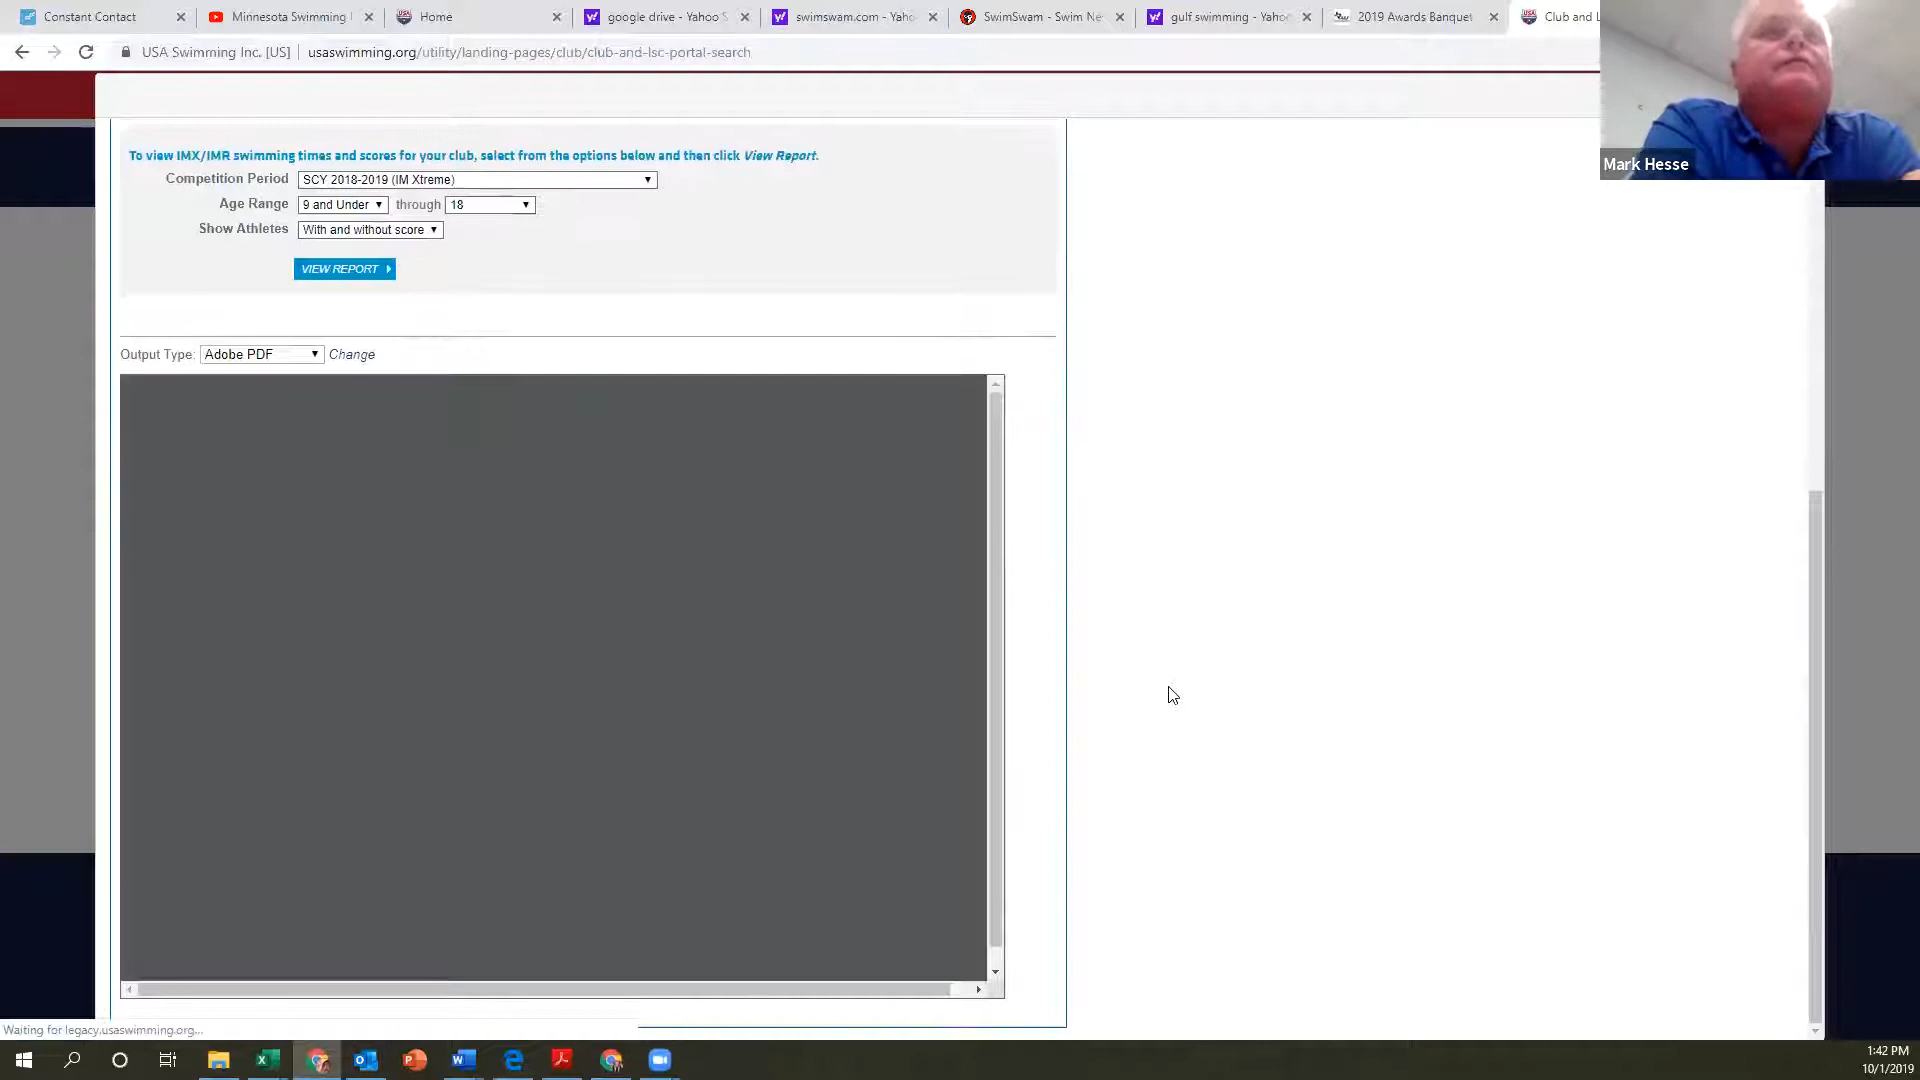 Constant Contact
Minnesota Swimming
Home
google drive - Yahoo S
swimswam.com - Yaho
SwimSwam - Swim Ne
gulf swimming - Yahoo
2019 Awards Banquet
Club and L
USA Swimming Inc. [US]
usaswimming.org/utility/landing-pages/club/club-and-lsc-portal-search
Mark Hesse
To view IMX/IMR swimming times and scores for your club, select from the options below and then click View Report.
Competition Period SCY 2018-2019 (IM Xtreme)
Age Range 9 and Under through 18
Show Athletes With and without score
VIEW REPORT
Output Type: Adobe PDF Change
Waiting for legacy.usaswimming.org...
1:42 PM
10/1/2019